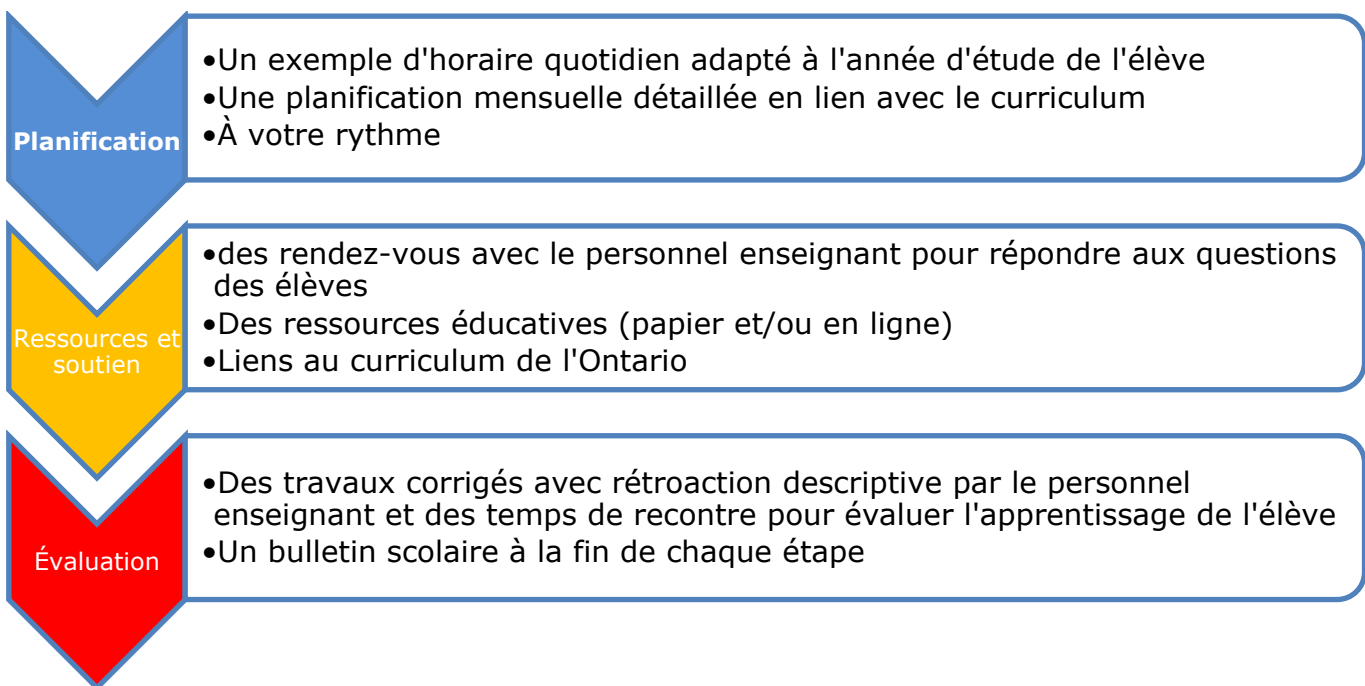 Planification
•Un exemple d'horaire quotidien adapté à l'année d'étude de l'élève
•Une planification mensuelle détaillée en lien avec le curriculum
•À votre rythme
Ressources et
soutien
•des rendez-vous avec le personnel enseignant pour répondre aux questions
des élèves
•Des ressources éducatives (papier et/ou en ligne)
•Liens au curriculum de l'Ontario
Évaluation
•Des travaux corrigés avec rétroaction descriptive par le personnel
enseignant et des temps de recontre pour évaluer l'apprentissage de l'élève
•Un bulletin scolaire à la fin de chaque étape